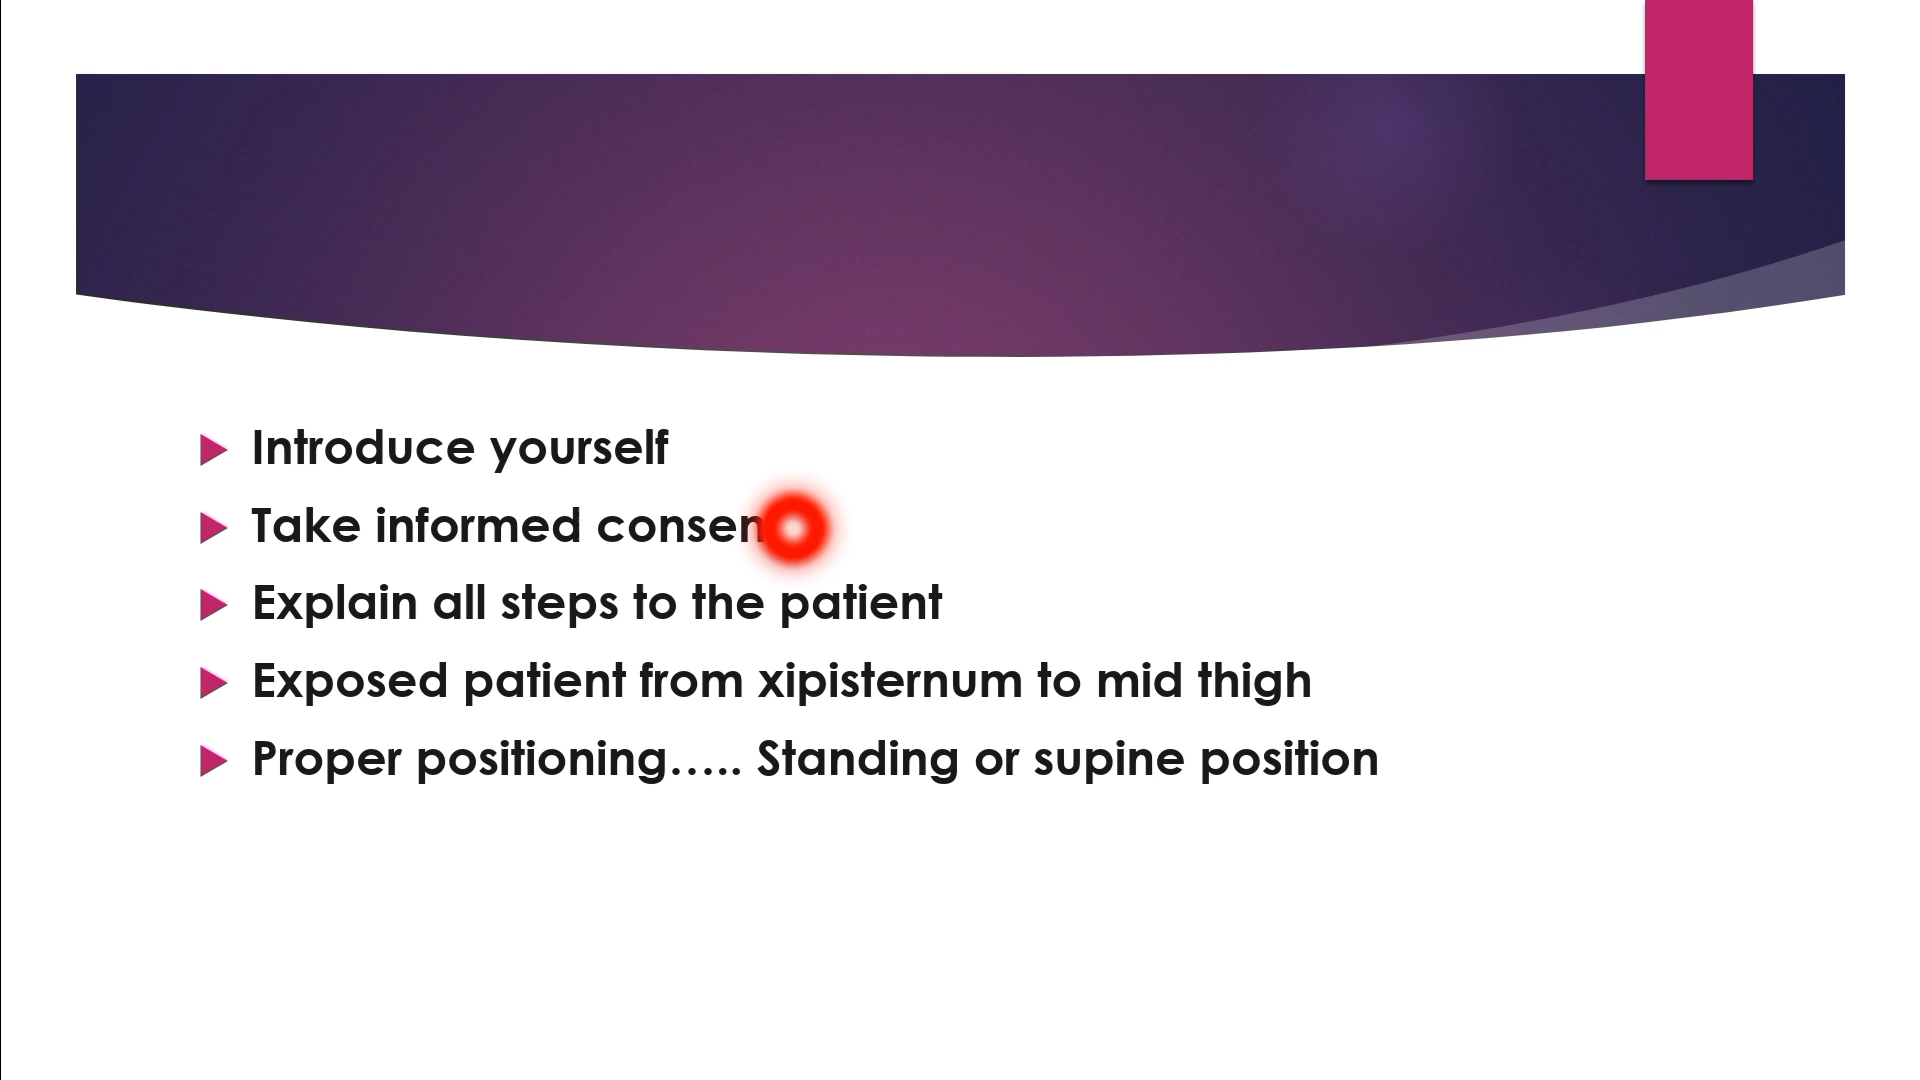 Introduce yourself
Take informed consen
Explain all steps to the patient
Exposed patient from xipisternum to mid thigh
Proper positioning….. Standing or supine position